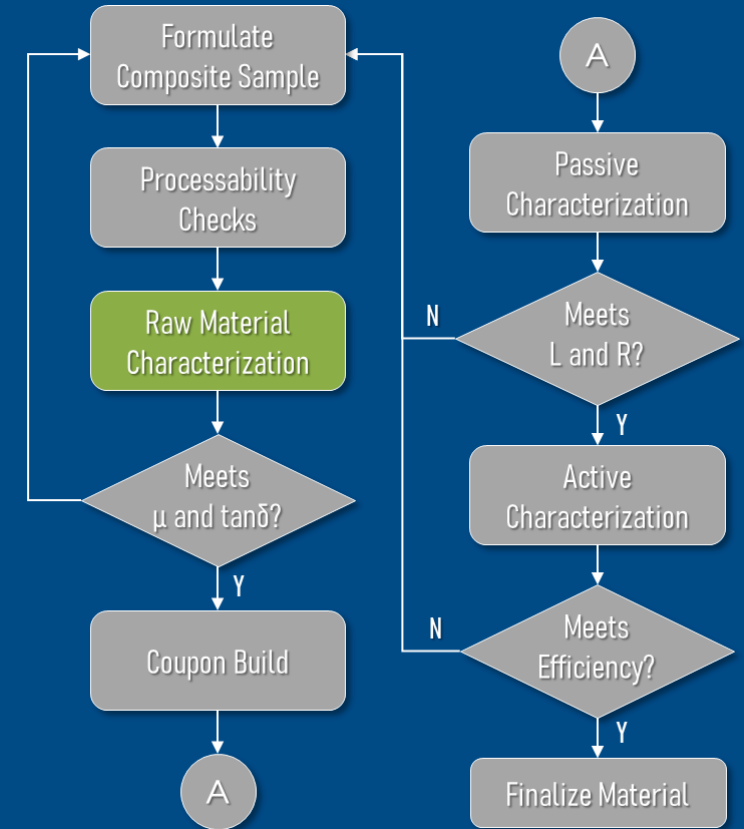 Formulate
Composite Sample
Processability
Checks
Raw Material
Characterization
Meets
μ and tanδ?
Y
Coupon Build
A
A
Passive
Characterization
Meets
L and R?
N
Y
Active
Characterization
Meets
Efficiency?
N
Y
Finalize Material